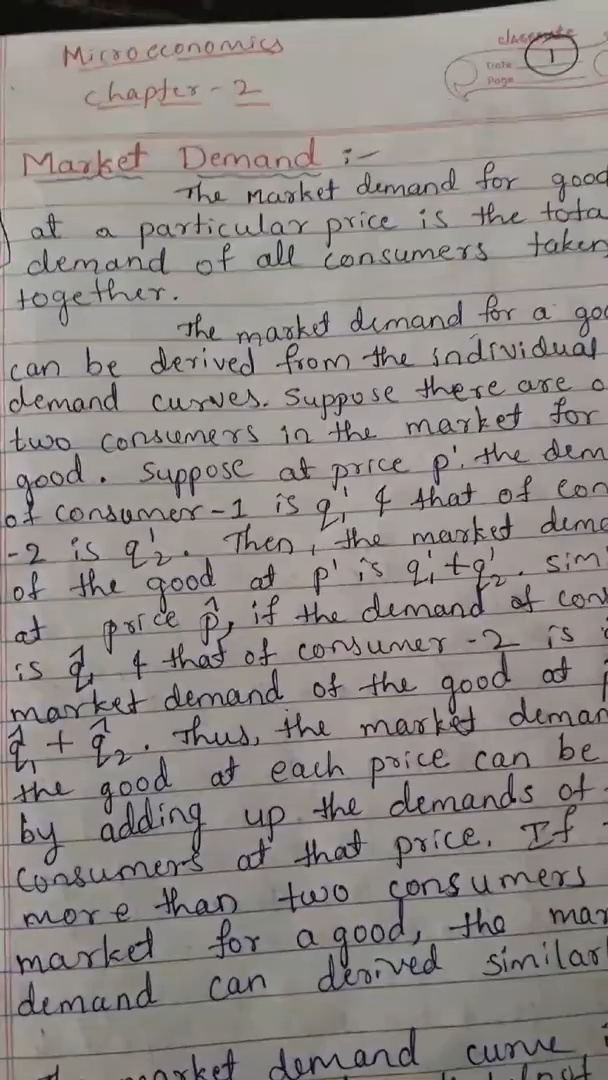 Microeconomics
chapter - 2
classmate
Date
Page
1
Market Demand :-
The Market demand for good
at a particular price is the tota
demand of all consumers taken
together.
The market demand for a goo
can be derived from the individual
demand curves. Suppose there are o
two consumers in the market for
good. Suppose at price p', the dem
of consumer-1 is q'₁ & that of con
-2 is q'₂. Then, the market dema
of the good at p' is q'₁+q'₂. Sim
at price p̂, if the demand of cons
is q̂₁ & that of consumer-2 is
market demand of the good at
q̂₁ + q̂₂. Thus, the market deman
the good at each price can be
by adding up the demands of
consumers at that price. If
more than two consumers
market for a good, the mar
demand can derived similar
market demand curve